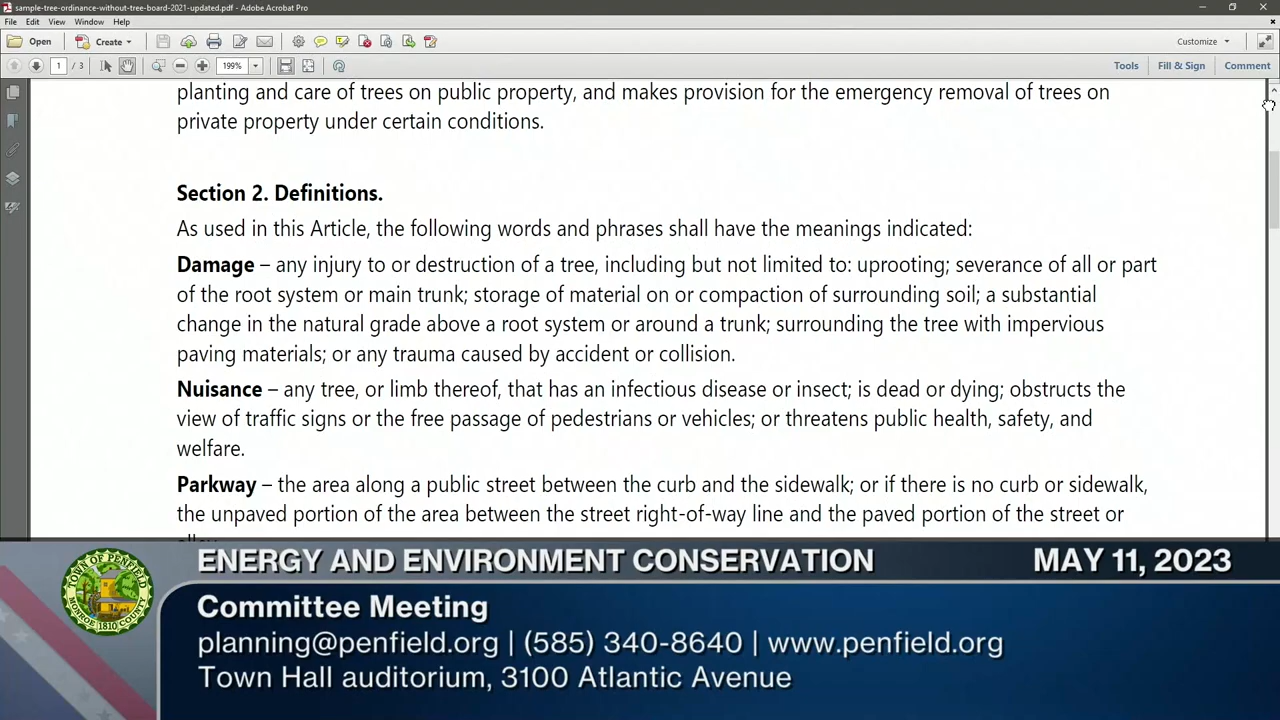 sample-tree-ordinance-without-tree-board-2021-updated.pdf - Adobe Acrobat Pro
File Edit View Window Help
Open Create Customize
1 / 3 199% Tools Fill & Sign Comment
planting and care of trees on public property, and makes provision for the emergency removal of trees on
private property under certain conditions.
Section 2. Definitions.
As used in this Article, the following words and phrases shall have the meanings indicated:
Damage – any injury to or destruction of a tree, including but not limited to: uprooting; severance of all or part
of the root system or main trunk; storage of material on or compaction of surrounding soil; a substantial
change in the natural grade above a root system or around a trunk; surrounding the tree with impervious
paving materials; or any trauma caused by accident or collision.
Nuisance – any tree, or limb thereof, that has an infectious disease or insect; is dead or dying; obstructs the
view of traffic signs or the free passage of pedestrians or vehicles; or threatens public health, safety, and
welfare.
Parkway – the area along a public street between the curb and the sidewalk; or if there is no curb or sidewalk,
the unpaved portion of the area between the street right-of-way line and the paved portion of the street or
TOWN OF PENFIELD
MONROE COUNTY
1810
ENERGY AND ENVIRONMENT CONSERVATION MAY 11, 2023
Committee Meeting
planning@penfield.org | (585) 340-8640 | www.penfield.org
Town Hall auditorium, 3100 Atlantic Avenue